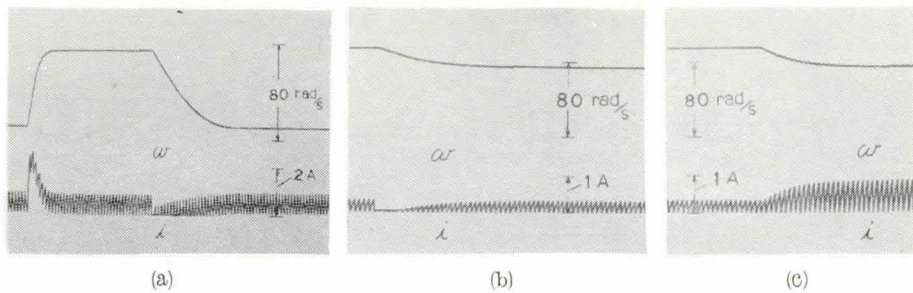 80 rad/s
ω
2 A
i
(a)
80 rad/s
ω
1 A
i
(b)
80 rad/s
ω
1 A
i
(c)